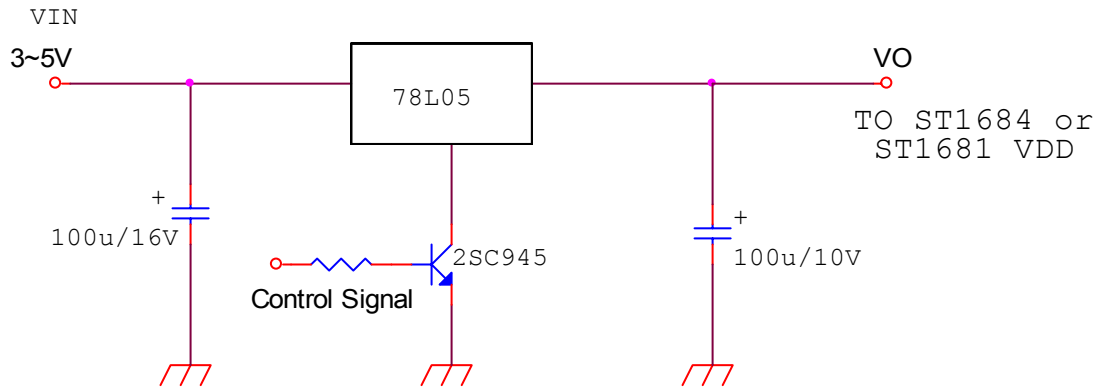 VIN
3~5V
78L05
VO
TO ST1684 or
ST1681 VDD
+
100u/16V
2SC945
Control Signal
+
100u/10V